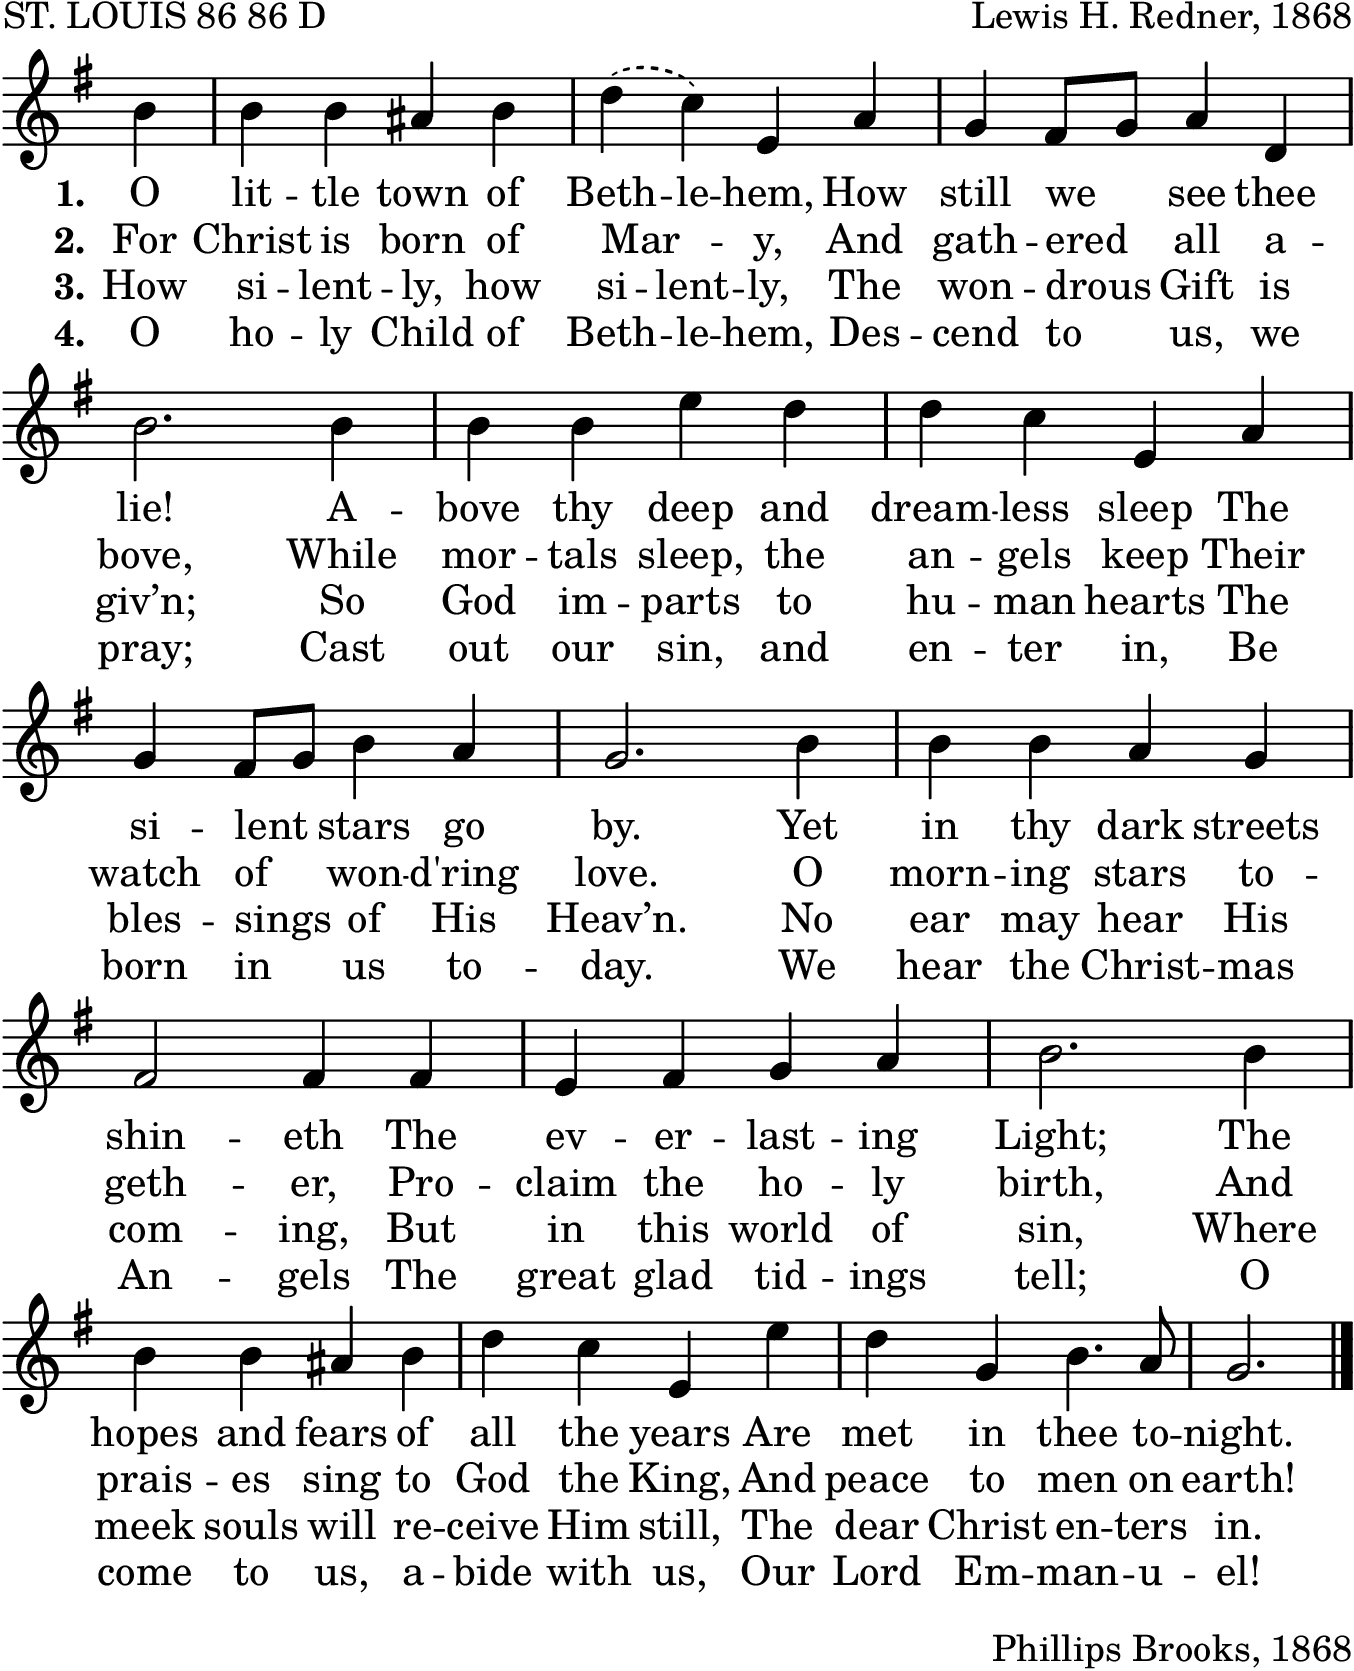 ST. LOUIS 86 86 D
Lewis H. Redner, 1868
1. O lit -- tle town of Beth -- le -- hem, How still we see thee
2. For Christ is born of Mar -- y, And gath -- ered all a --
3. How si -- lent -- ly, how si -- lent -- ly, The won -- drous Gift is
4. O ho -- ly Child of Beth -- le -- hem, Des -- cend to us, we
lie! A -- bove thy deep and dream -- less sleep The
bove, While mor -- tals sleep, the an -- gels keep Their
giv’n; So God im -- parts to hu -- man hearts The
pray; Cast out our sin, and en -- ter in, Be
si -- lent stars go by. Yet in thy dark streets
watch of won -- d'ring love. O morn -- ing stars to --
bles -- sings of His Heav’n. No ear may hear His
born in us to -- day. We hear the Christ -- mas
shin -- eth The ev -- er -- last -- ing Light; The
geth -- er, Pro -- claim the ho -- ly birth, And
com -- ing, But in this world of sin, Where
An -- gels The great glad tid -- ings tell; O
hopes and fears of all the years Are met in thee to -- night.
prais -- es sing to God the King, And peace to men on earth!
meek souls will re -- ceive Him still, The dear Christ en -- ters in.
come to us, a -- bide with us, Our Lord Em -- man -- u -- el!
Phillips Brooks, 1868